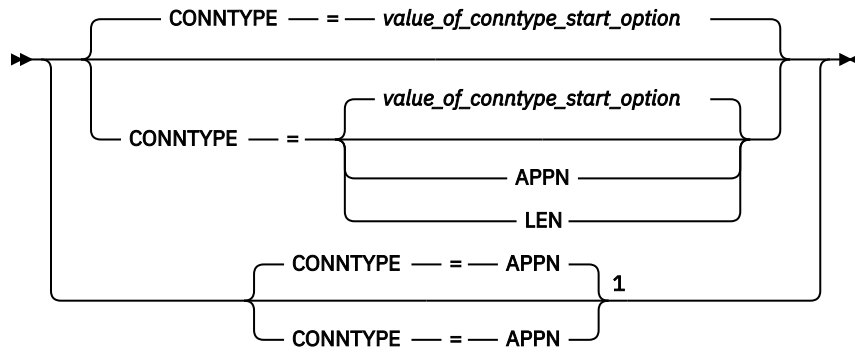 CONNTYPE = value_of_conntype_start_option
value_of_conntype_start_option
CONNTYPE =
APPN
LEN
CONNTYPE = APPN
1
CONNTYPE = APPN